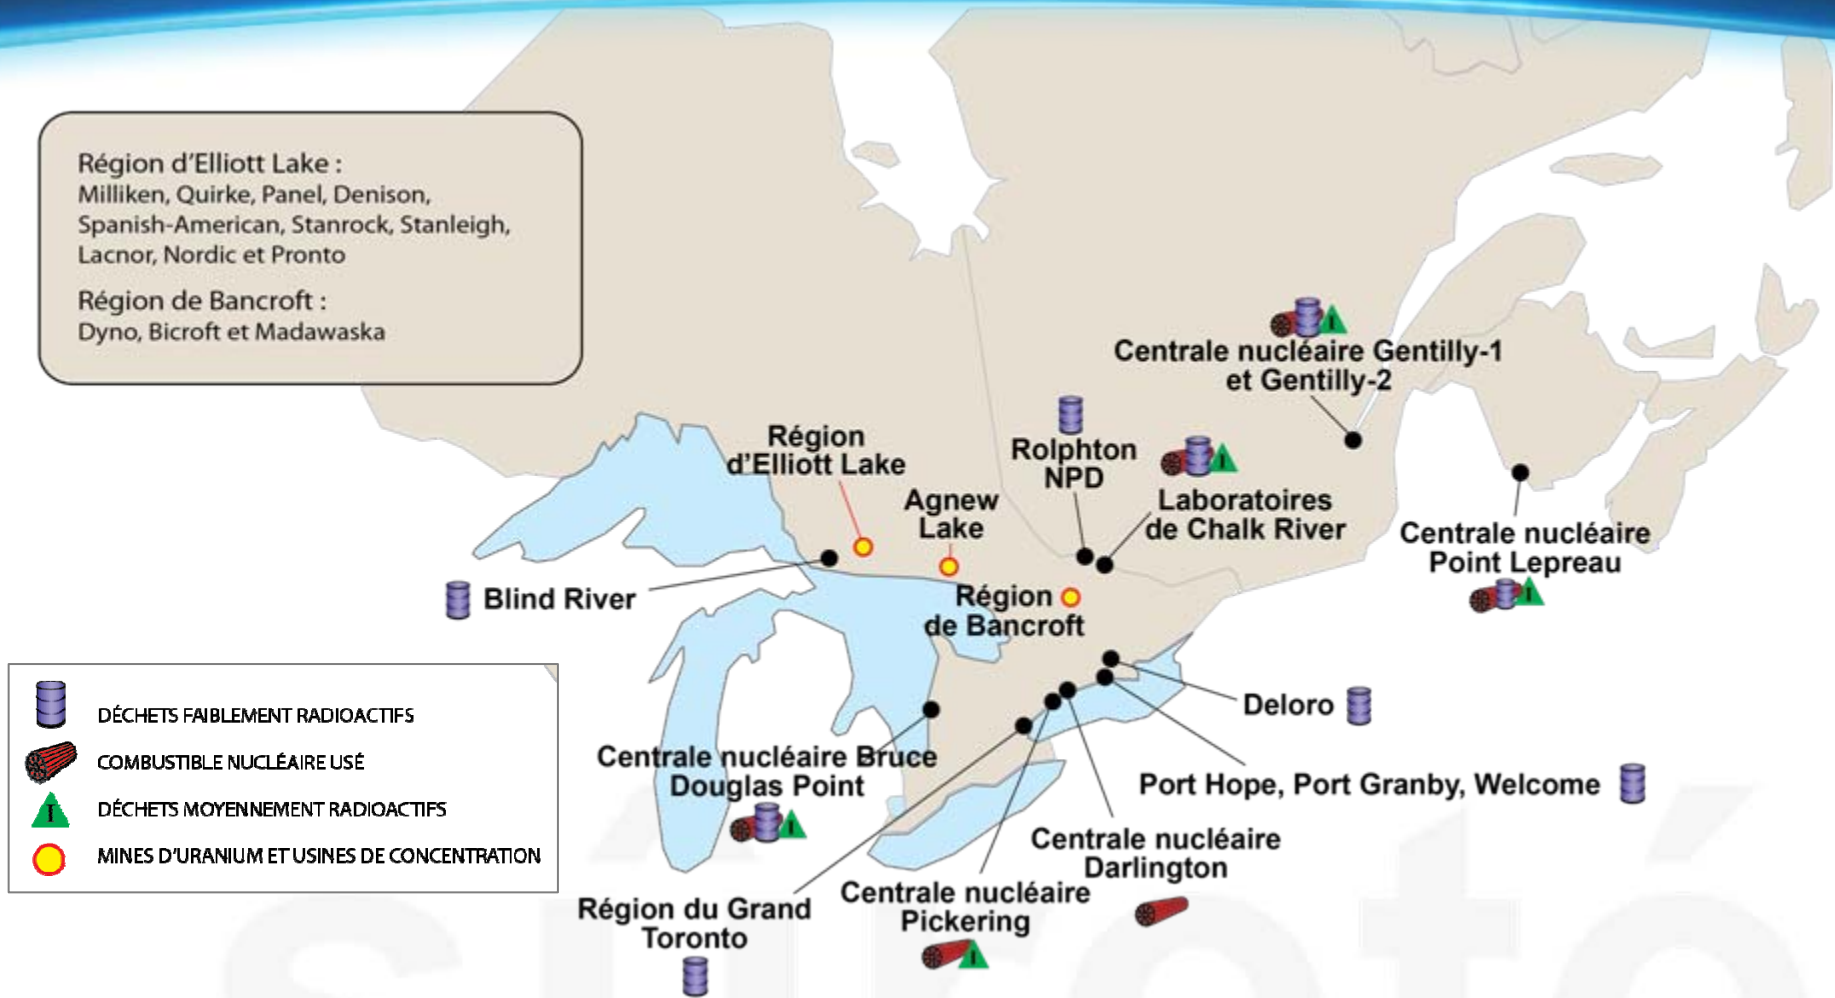 Région d'Elliott Lake :
Milliken, Quirke, Panel, Denison,
Spanish-American, Stanrock, Stanleigh,
Lacnor, Nordic et Pronto
Région de Bancroft :
Dyno, Bicroft et Madawaska
Centrale nucléaire Gentilly-1
et Gentilly-2
Région
d'Elliott Lake
Rolphton
NPD
Agnew
Lake
Laboratoires
de Chalk River
Centrale nucléaire
Point Lepreau
Blind River
Région
de Bancroft
Deloro
Centrale nucléaire Bruce
Douglas Point
Port Hope, Port Granby, Welcome
Centrale nucléaire
Darlington
Centrale nucléaire
Pickering
Région du Grand
Toronto
DÉCHETS FAIBLEMENT RADIOACTIFS
COMBUSTIBLE NUCLÉAIRE USÉ
I DÉCHETS MOYENNEMENT RADIOACTIFS
MINES D'URANIUM ET USINES DE CONCENTRATION